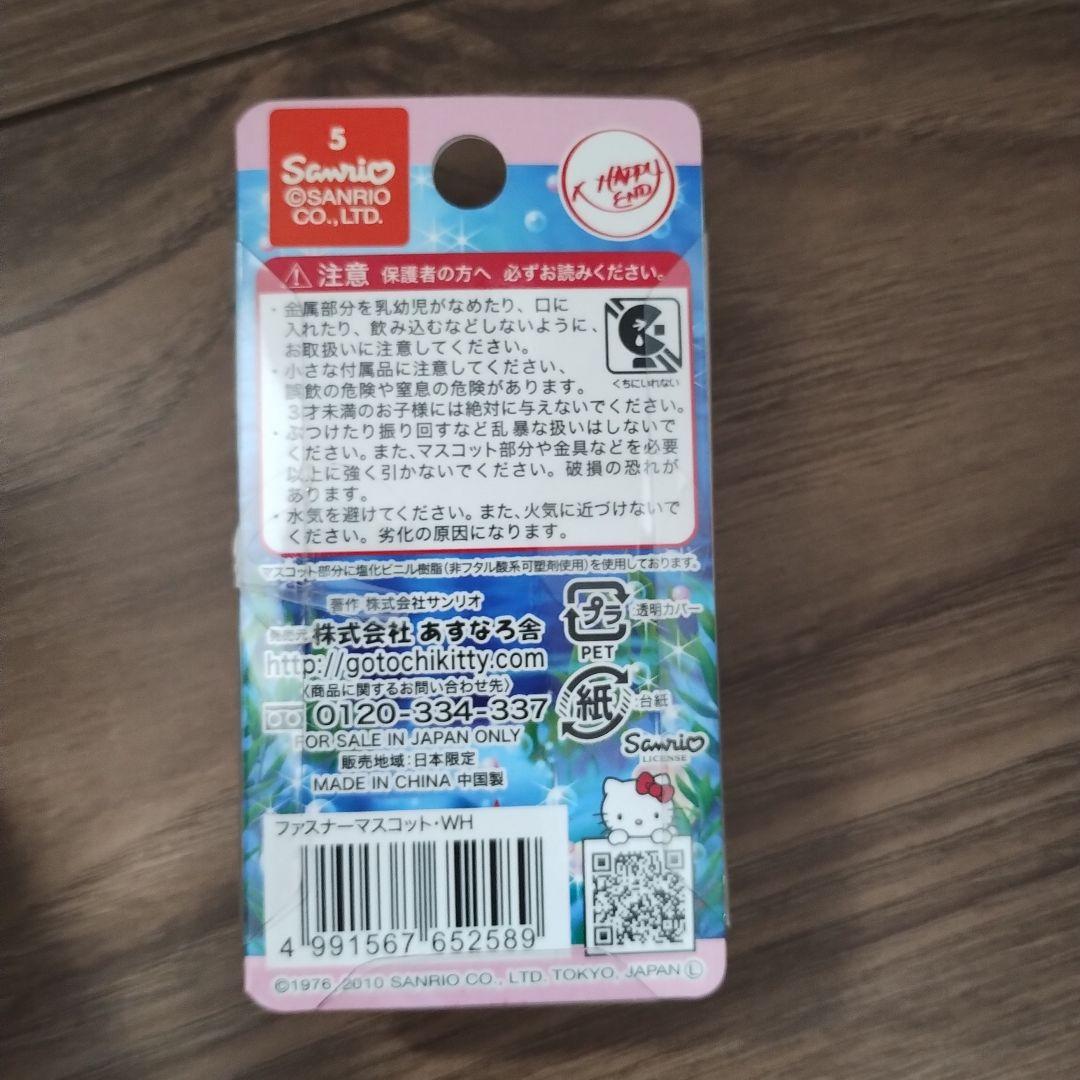 5
Sanrio
©SANRIO
CO., LTD.
HAPPY
END
注意 保護者の方へ 必ずお読みください。
・金属部分を乳幼児がなめたり、口に
入れたり、飲み込むなどしないように、
お取扱いに注意してください。
・小さな付属品に注意してください、
誤飲の危険や窒息の危険があります。
3才未満のお子様には絶対に与えないでください。
・ぶつけたり振り回すなど乱暴な扱いはしないで
ください。また、マスコット部分や金具などを必要
以上に強く引かないでください。破損の恐れが
あります。
・水気を避けてください。また、火気に近づけないで
ください。劣化の原因になります。
くちにいれない
マスコット部分に塩化ビニル樹脂(非フタル酸系可塑剤使用)を使用しております。
著作 株式会社サンリオ
発売元 株式会社 あすなろ舎
http://gotochikitty.com
〈商品に関するお問い合わせ先〉
0120-334-337
FOR SALE IN JAPAN ONLY
販売地域:日本限定
MADE IN CHINA 中国製
プラ
:透明カバー
PET
紙
:台紙
Sanrio
LICENSE
ファスナーマスコット・WH
4 991567 652589
©1976, 2010 SANRIO CO., LTD. TOKYO, JAPAN Ⓛ